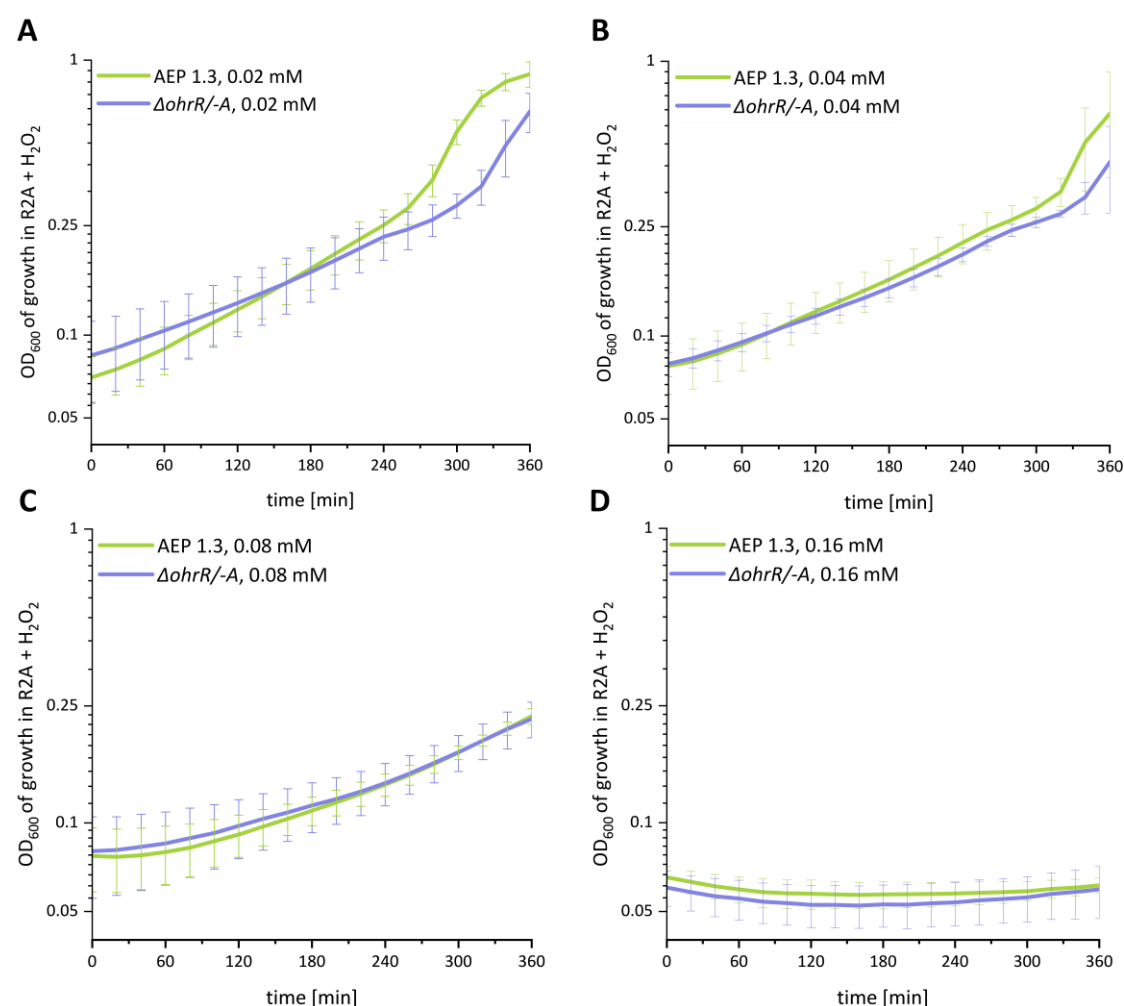 A
OD600 of growth in R2A + H2O2
1
0.25
0.1
0.05
AEP 1.3, 0.02 mM
ΔohrR/-A, 0.02 mM
0 60 120 180 240 300 360
time [min]
B
OD600 of growth in R2A + H2O2
1
0.25
0.1
0.05
AEP 1.3, 0.04 mM
ΔohrR/-A, 0.04 mM
0 60 120 180 240 300 360
time [min]
C
OD600 of growth in R2A + H2O2
1
0.25
0.1
0.05
AEP 1.3, 0.08 mM
ΔohrR/-A, 0.08 mM
0 60 120 180 240 300 360
time [min]
D
OD600 of growth in R2A + H2O2
1
0.25
0.1
0.05
AEP 1.3, 0.16 mM
ΔohrR/-A, 0.16 mM
0 60 120 180 240 300 360
time [min]